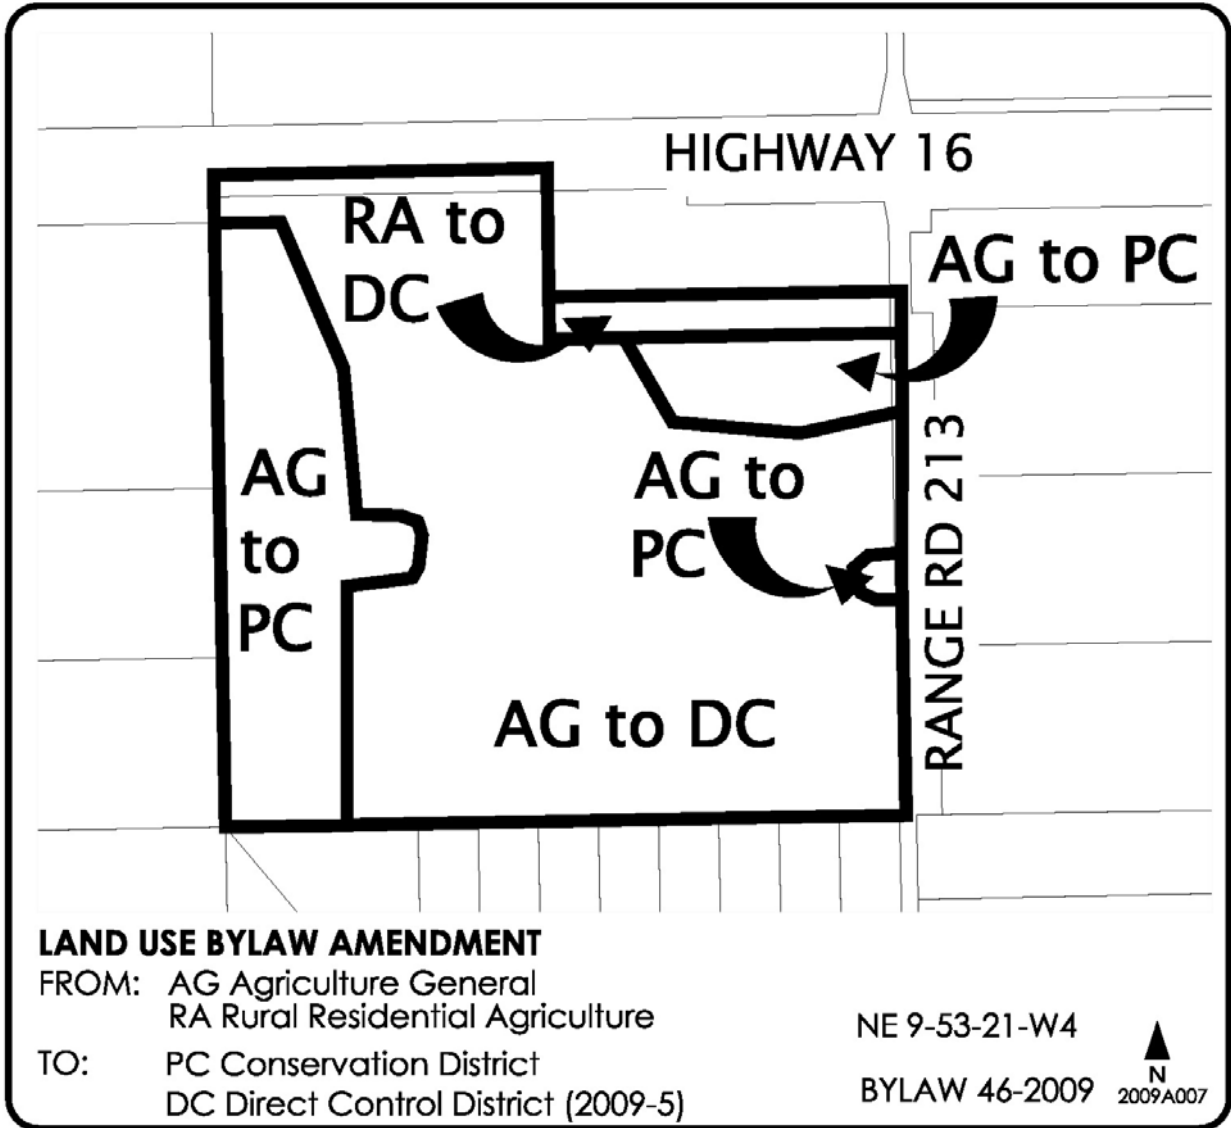 HIGHWAY 16
RA to
DC
AG to PC
AG
to
PC
AG to
PC
RANGE RD 213
AG to DC
LAND USE BYLAW AMENDMENT
FROM: AG Agriculture General
RA Rural Residential Agriculture
TO: PC Conservation District
DC Direct Control District (2009-5)
NE 9-53-21-W4
BYLAW 46-2009
N
2009A007